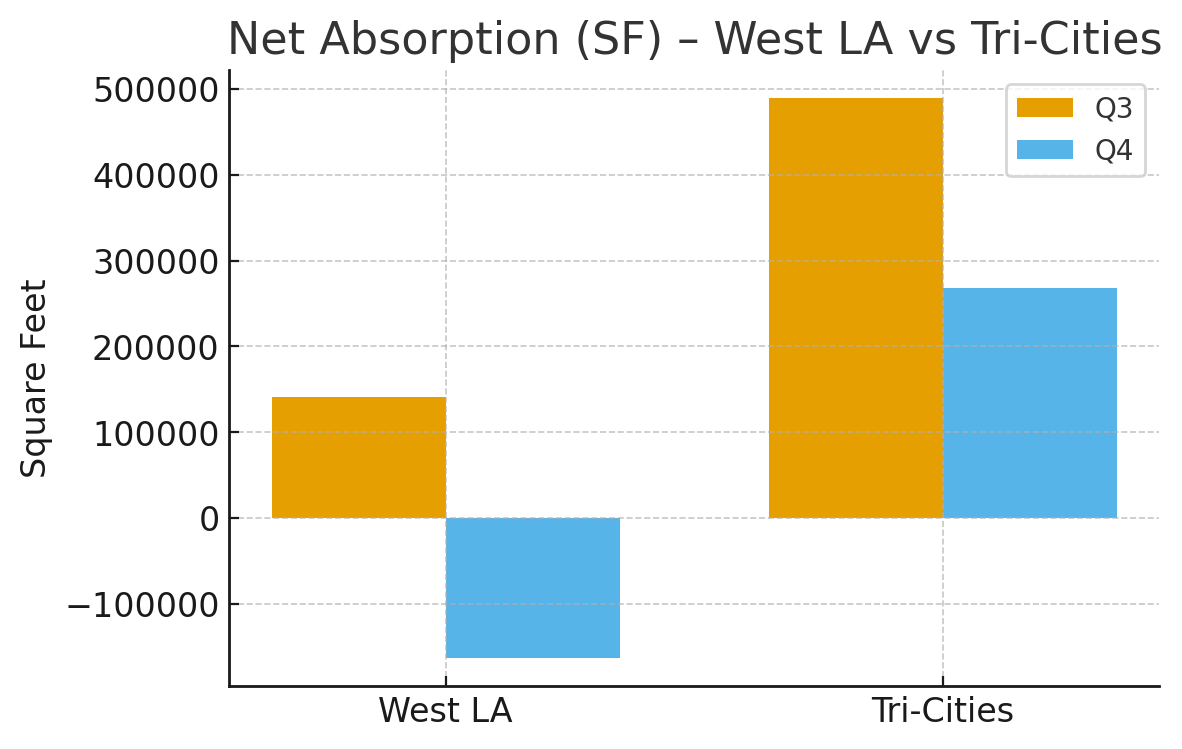 Net Absorption (SF) – West LA vs Tri-Cities
Square Feet
500000
400000
300000
200000
100000
0
−100000
Q3
Q4
West LA
Tri-Cities